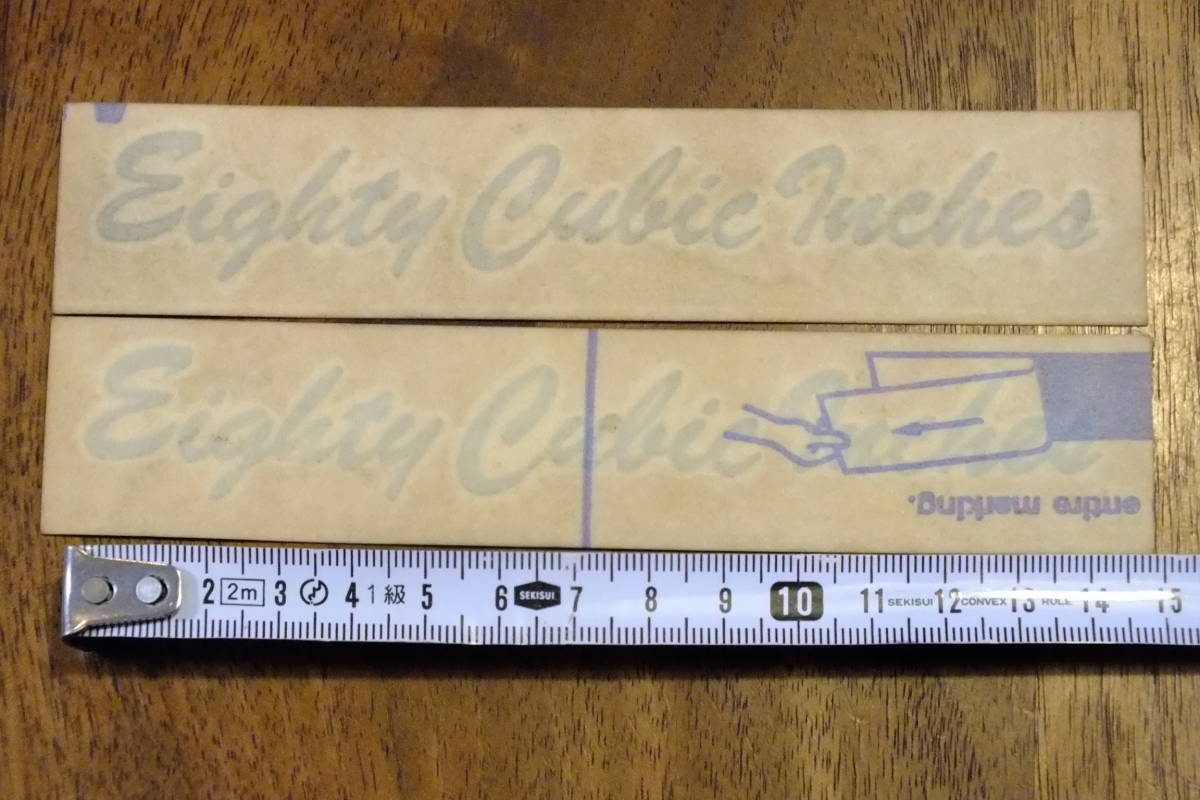 Eighty Cubic Inches
Eighty Cubic Inches
entire marking.
2 2m 3 4 1級 5 6 SEKISUI 7 8 9 10 11 SEKISUI 12 CONVEX 13 RULE 14 15